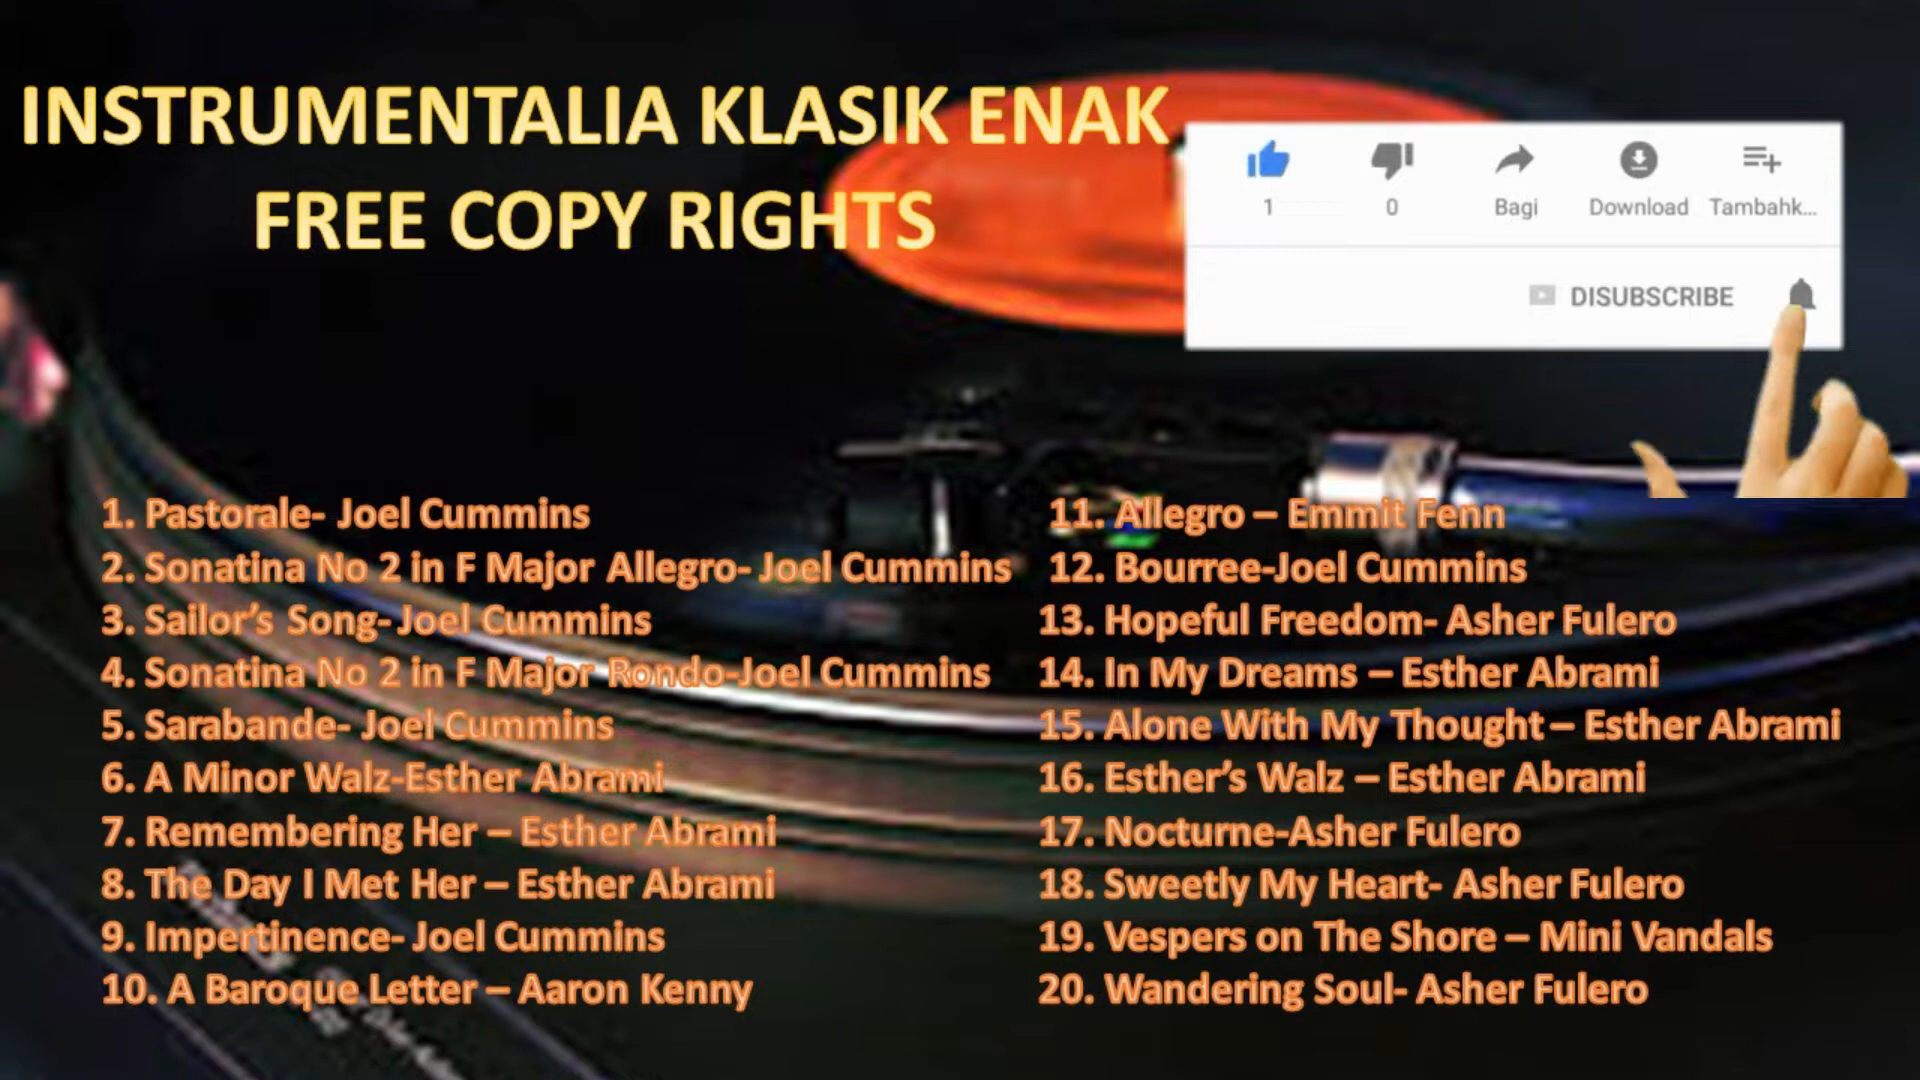 INSTRUMENTALIA KLASIK ENAK
FREE COPY RIGHTS
1
0
Bagi
Download
Tambahk...
DISUBSCRIBE
1. Pastorale- Joel Cummins
2. Sonatina No 2 in F Major Allegro- Joel Cummins
3. Sailor's Song- Joel Cummins
4. Sonatina No 2 in F Major Rondo-Joel Cummins
5. Sarabande- Joel Cummins
6. A Minor Walz-Esther Abrami
7. Remembering Her – Esther Abrami
8. The Day I Met Her – Esther Abrami
9. Impertinence- Joel Cummins
10. A Baroque Letter – Aaron Kenny
11. Allegro – Emmit Fenn
12. Bourree-Joel Cummins
13. Hopeful Freedom- Asher Fulero
14. In My Dreams – Esther Abrami
15. Alone With My Thought – Esther Abrami
16. Esther's Walz – Esther Abrami
17. Nocturne-Asher Fulero
18. Sweetly My Heart- Asher Fulero
19. Vespers on The Shore – Mini Vandals
20. Wandering Soul- Asher Fulero